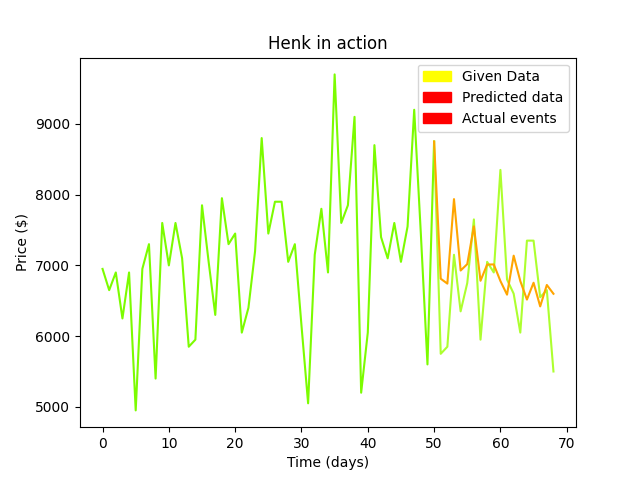 Henk in action
Given Data
Predicted data
Actual events
9000
8000
7000
6000
5000
Price ($)
0 10 20 30 40 50 60 70
Time (days)